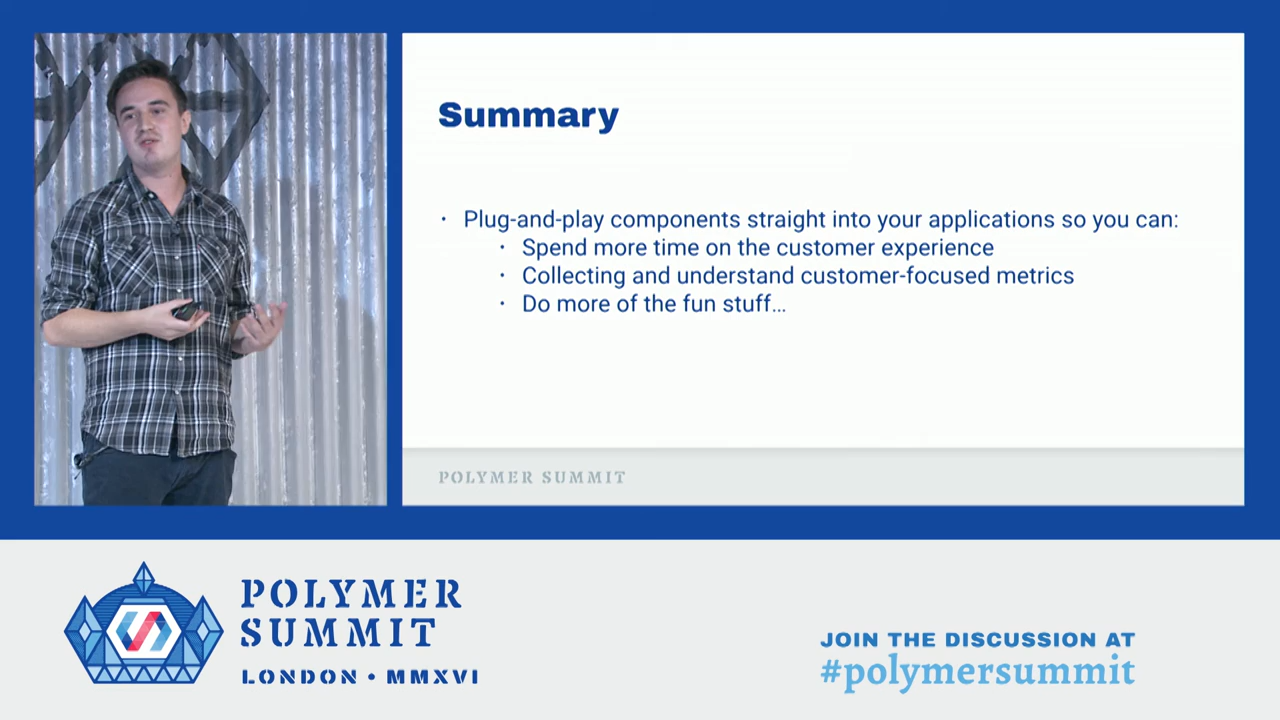 Summary
· Plug-and-play components straight into your applications so you can:
· Spend more time on the customer experience
· Collecting and understand customer-focused metrics
· Do more of the fun stuff...
POLYMER SUMMIT
POLYMER
SUMMIT
LONDON • MMXVI
JOIN THE DISCUSSION AT
#polymersummit